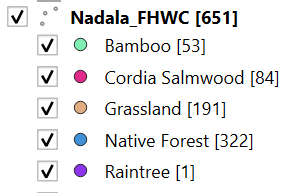 Nadala_FHWC [651]
Bamboo [53]
Cordia Salmwood [84]
Grassland [191]
Native Forest [322]
Raintree [1]